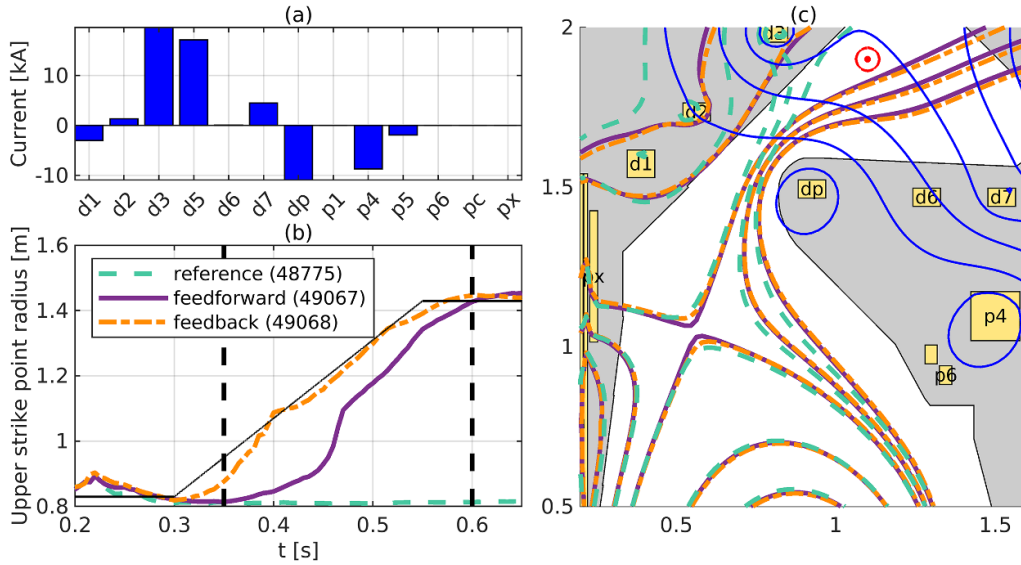 (a)
Current [kA]
10
0
-10
d1 d2 d3 d5 d6 d7 dp p1 p4 p5 p6 pc px
(b)
Upper strike point radius [m]
1.6
1.4
1.2
1
0.8
reference (48775)
feedforward (49067)
feedback (49068)
0.2 0.3 0.4 0.5 0.6
t [s]
(c)
2
1.5
1
0.5
0.5 1 1.5
d3
d2
d1
dp
d6
d7
px
p4
p6